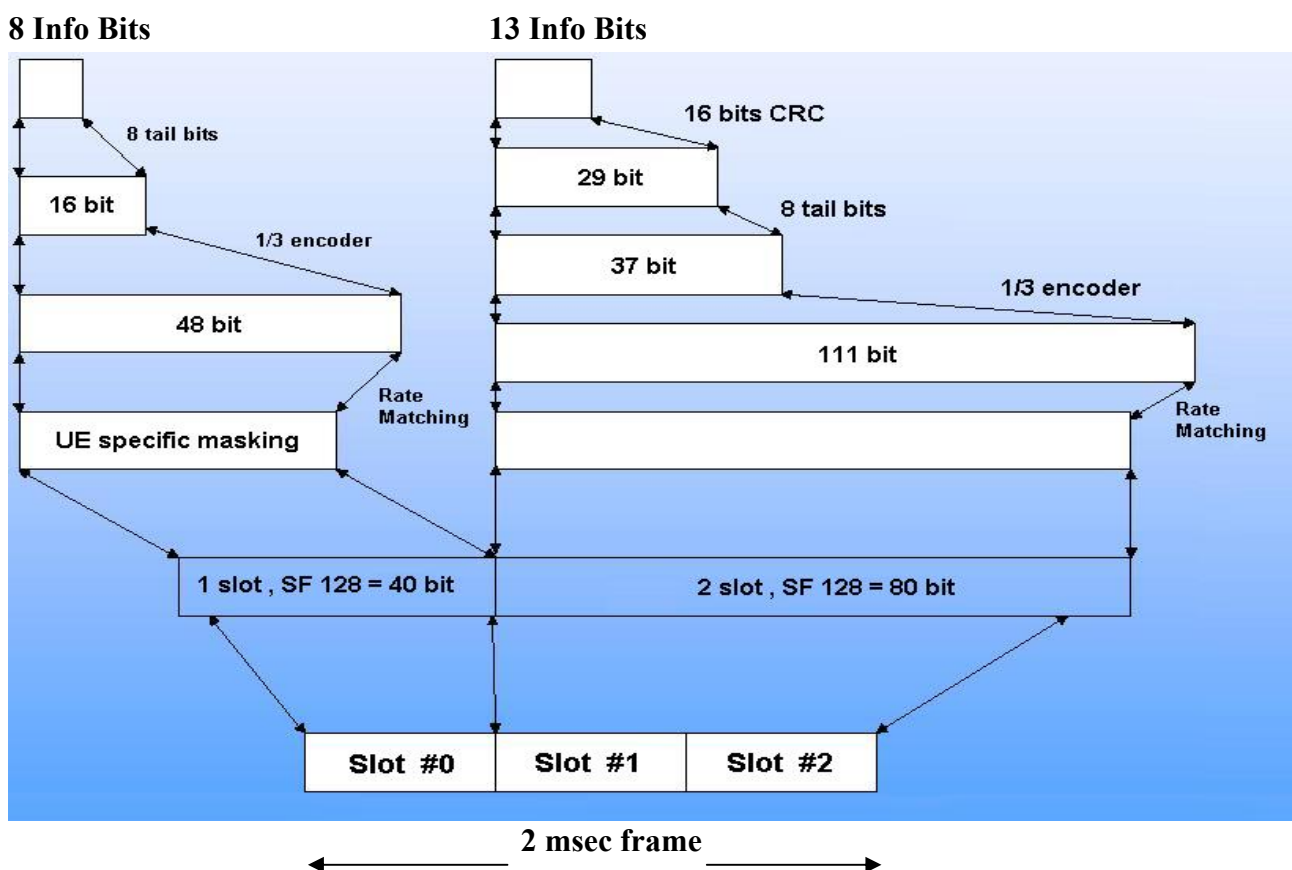 8 Info Bits
13 Info Bits
16 bits CRC
8 tail bits
16 bit
29 bit
8 tail bits
1/3 encoder
37 bit
1/3 encoder
48 bit
111 bit
Rate
Matching
Rate
Matching
UE specific masking
1 slot , SF 128 = 40 bit
2 slot , SF 128 = 80 bit
Slot #0
Slot #1
Slot #2
2 msec frame